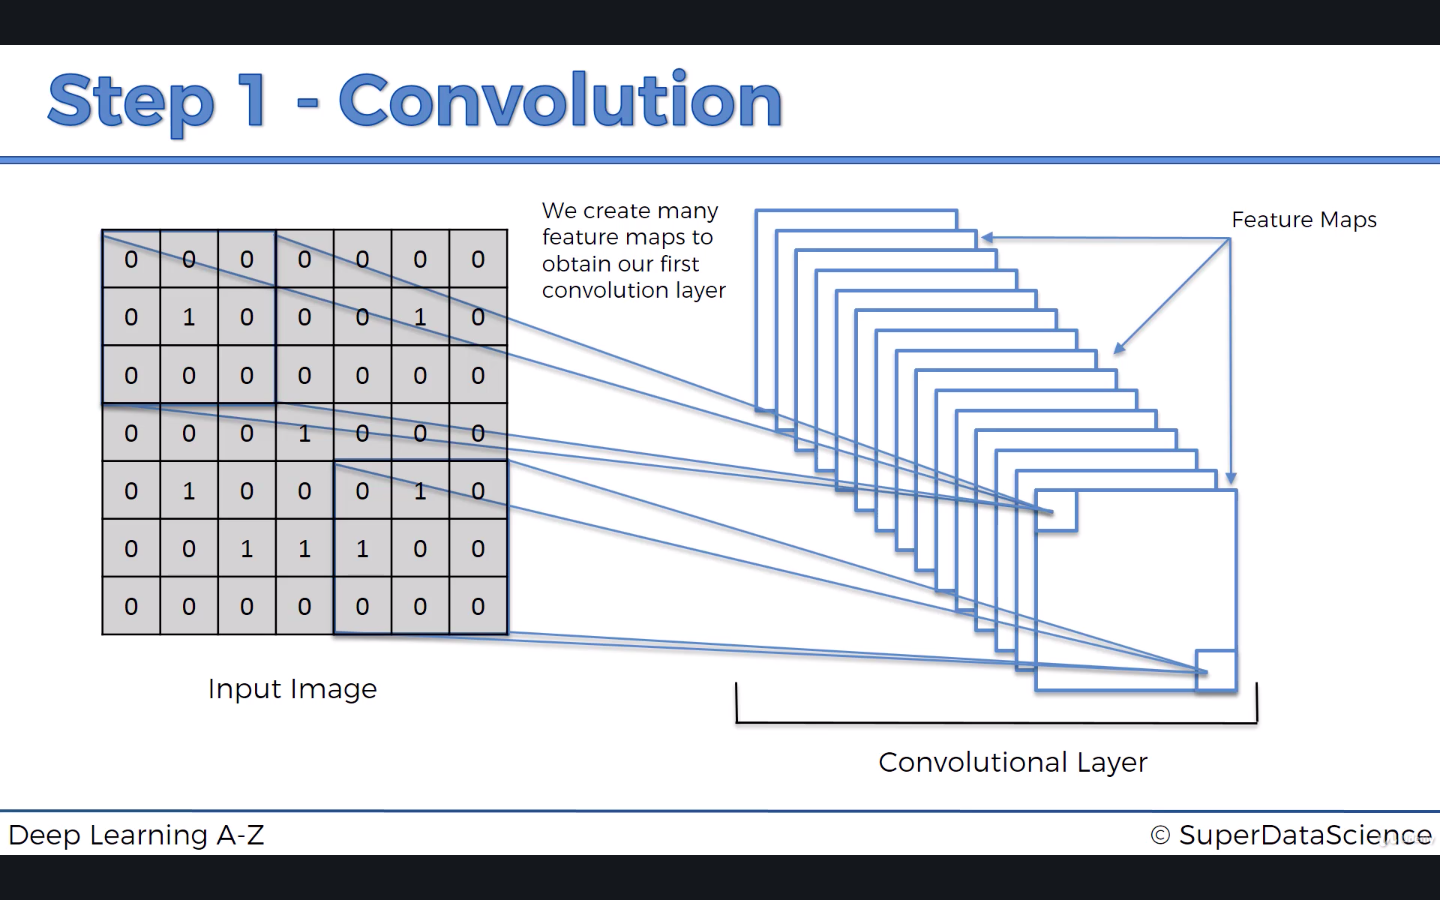 Step 1 - Convolution
We create many
feature maps to
obtain our first
convolution layer
Feature Maps
0 0 0 0 0 0 0
0 1 0 0 0 1 0
0 0 0 0 0 0 0
0 0 0 1 0 0 0
0 1 0 0 0 1 0
0 0 1 1 1 0 0
0 0 0 0 0 0 0
Input Image
Convolutional Layer
Deep Learning A-Z
© SuperDataScience